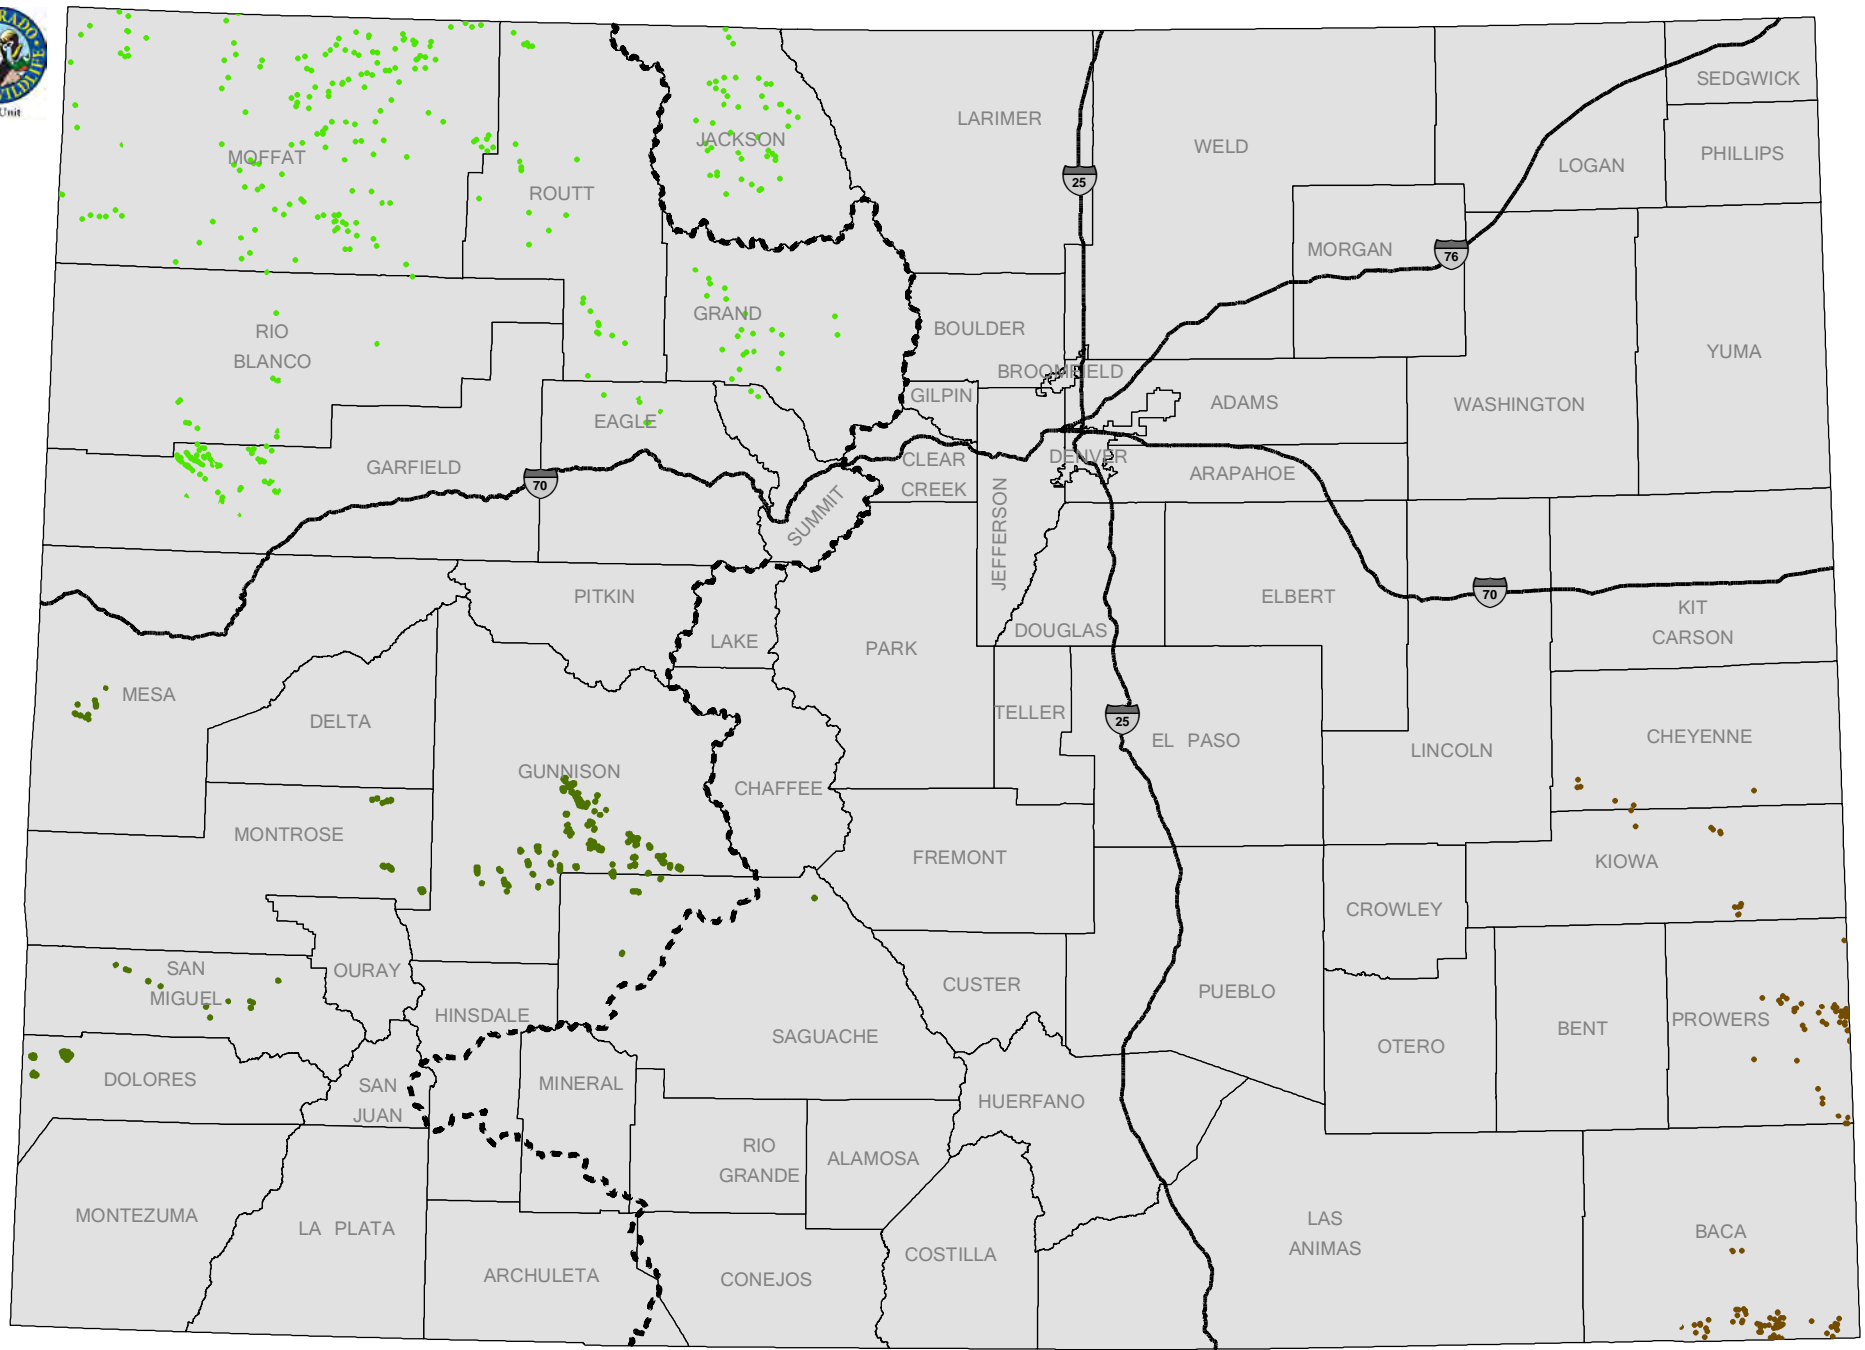 RADO
WILDLIFE
Unit
SEDGWICK
LARIMER
JACKSON
WELD
PHILLIPS
MOFFAT
LOGAN
25
ROUTT
MORGAN
76
GRAND
RIO
BLANCO
BOULDER
YUMA
BROOMFIELD
GILPIN
ADAMS
WASHINGTON
EAGLE
CLEAR
CREEK
DENVER
GARFIELD
ARAPAHOE
70
SUMMIT
JEFFERSON
PITKIN
ELBERT
70
KIT
CARSON
DOUGLAS
LAKE
PARK
MESA
TELLER
25
DELTA
EL PASO
LINCOLN
CHEYENNE
GUNNISON
CHAFFEE
MONTROSE
FREMONT
KIOWA
CROWLEY
SAN
MIGUEL
OURAY
CUSTER
PUEBLO
HINSDALE
SAGUACHE
BENT
PROWERS
OTERO
DOLORES
SAN
JUAN
MINERAL
HUERFANO
RIO
GRANDE
ALAMOSA
MONTEZUMA
LA PLATA
LAS
ANIMAS
BACA
COSTILLA
ARCHULETA
CONEJOS